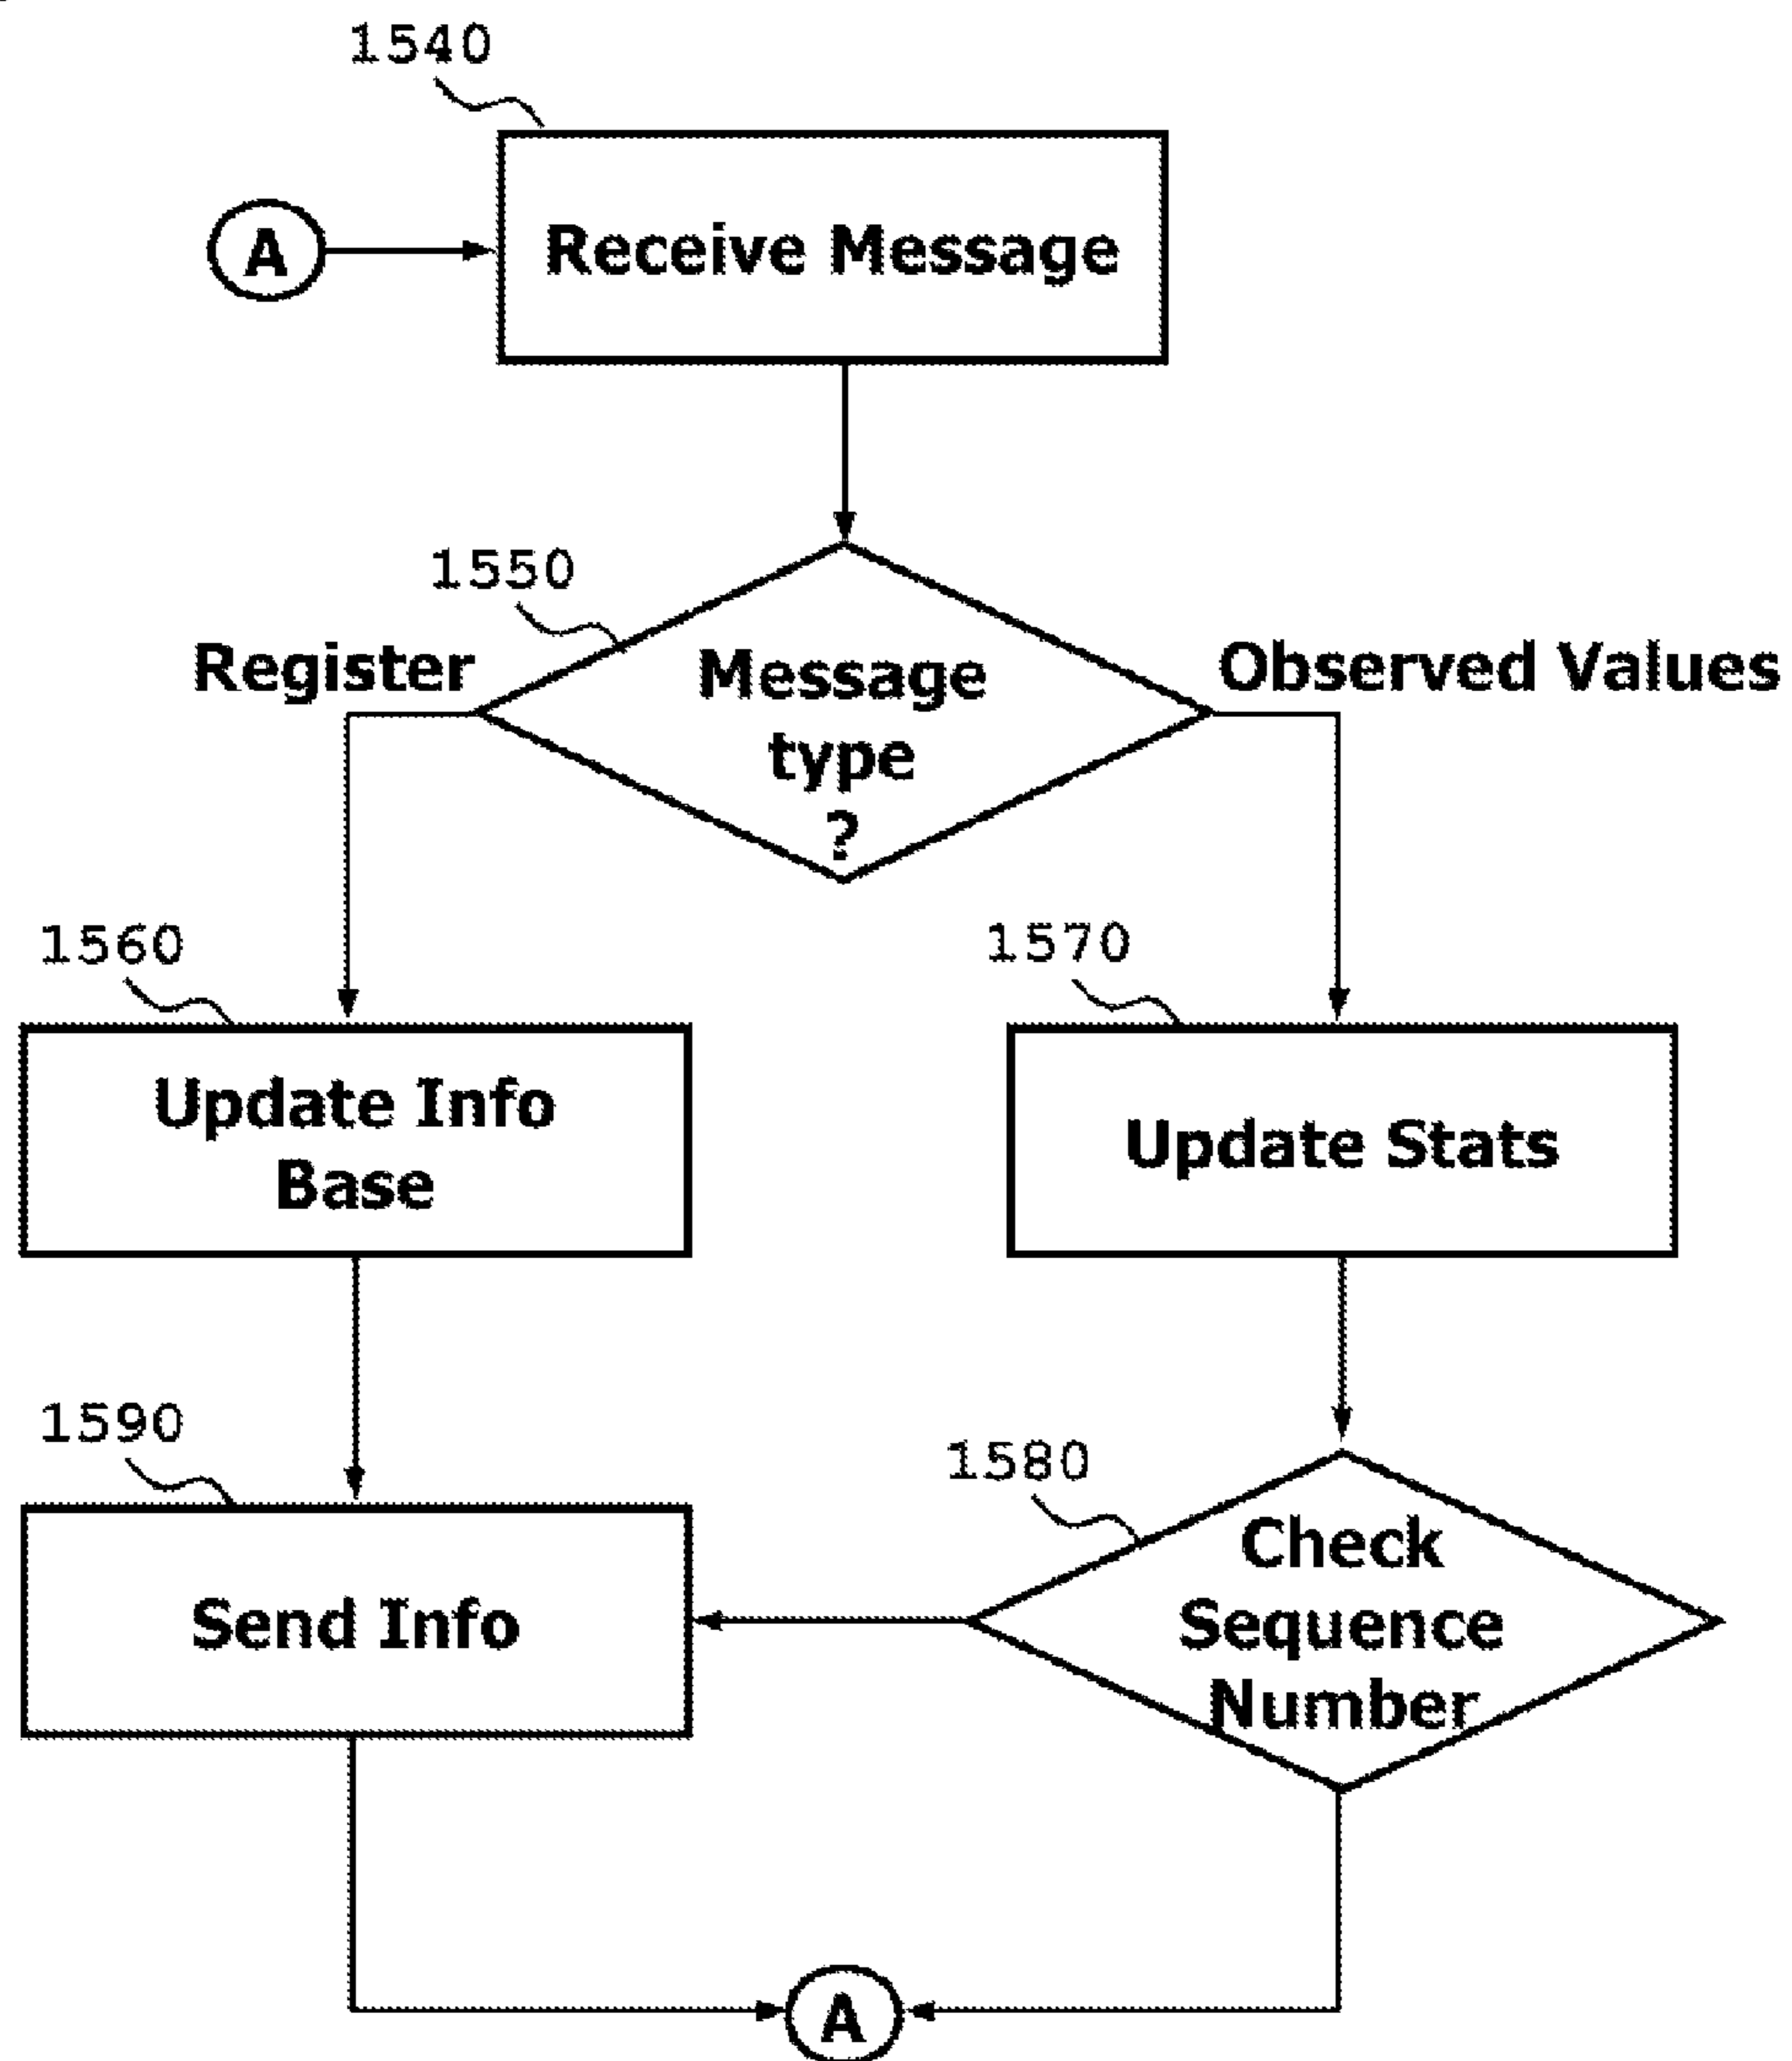 1540
A
Receive Message
1550
Register
Message
type
?
Observed Values
1560
1570
Update Info
Base
Update Stats
1590
1580
Send Info
Check
Sequence
Number
A